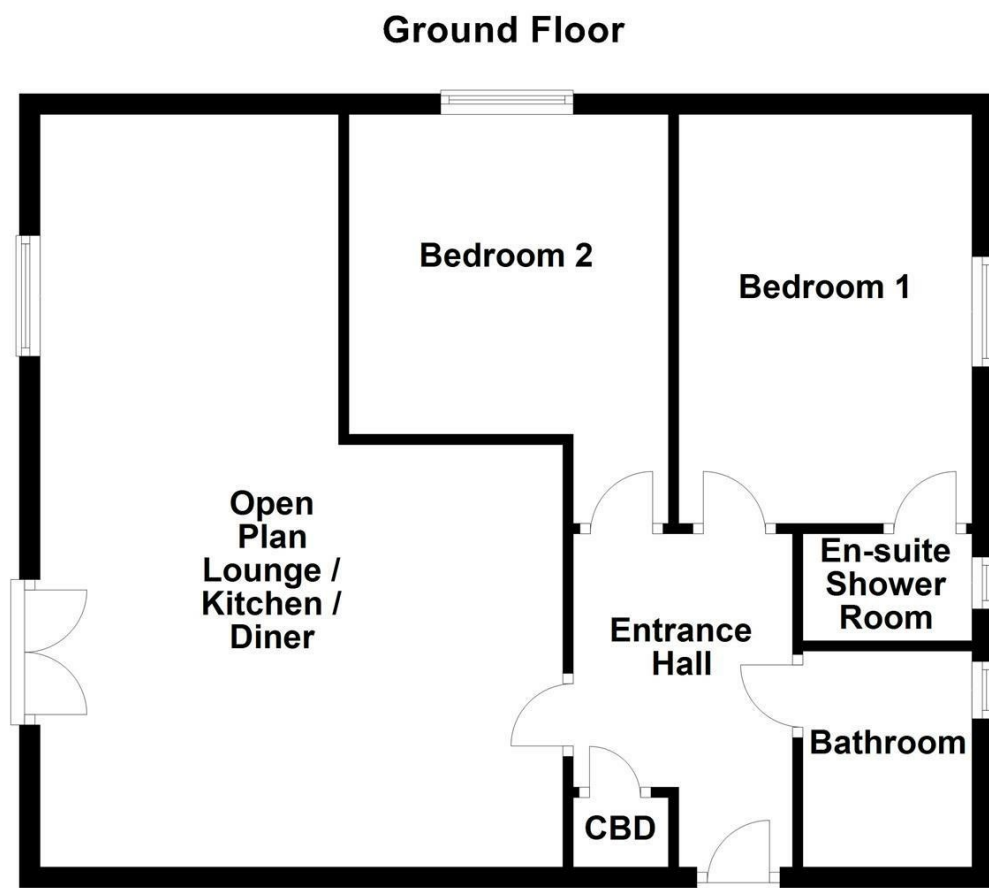 Ground Floor
Bedroom 2
Bedroom 1
Open
Plan
Lounge /
Kitchen /
Diner
En-suite
Shower
Room
Entrance
Hall
Bathroom
CBD